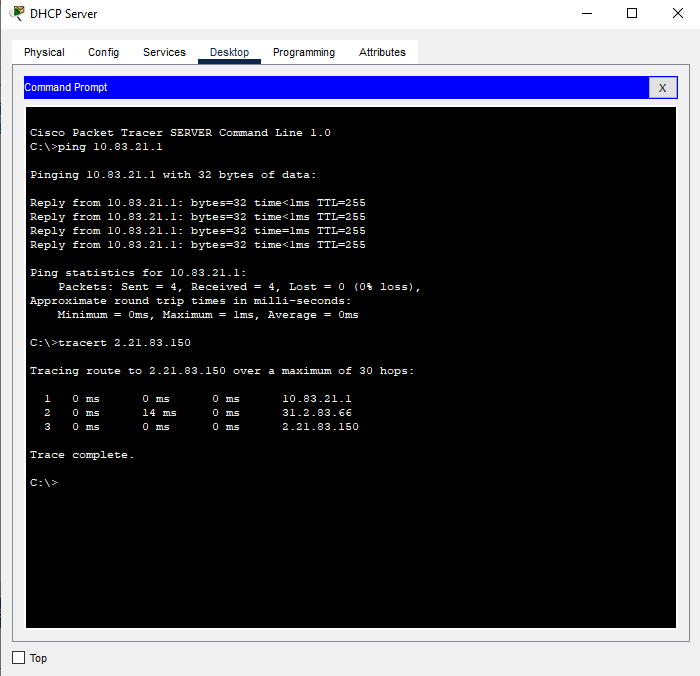 DHCP Server
Physical Config Services Desktop Programming Attributes
Command Prompt X
Cisco Packet Tracer SERVER Command Line 1.0
C:\>ping 10.83.21.1
Pinging 10.83.21.1 with 32 bytes of data:
Reply from 10.83.21.1: bytes=32 time<1ms TTL=255
Reply from 10.83.21.1: bytes=32 time<1ms TTL=255
Reply from 10.83.21.1: bytes=32 time=1ms TTL=255
Reply from 10.83.21.1: bytes=32 time<1ms TTL=255
Ping statistics for 10.83.21.1:
Packets: Sent = 4, Received = 4, Lost = 0 (0% loss),
Approximate round trip times in milli-seconds:
Minimum = 0ms, Maximum = 1ms, Average = 0ms
C:\>tracert 2.21.83.150
Tracing route to 2.21.83.150 over a maximum of 30 hops:
1 0 ms 0 ms 0 ms 10.83.21.1
2 0 ms 14 ms 0 ms 31.2.83.66
3 0 ms 0 ms 0 ms 2.21.83.150
Trace complete.
C:\>
Top